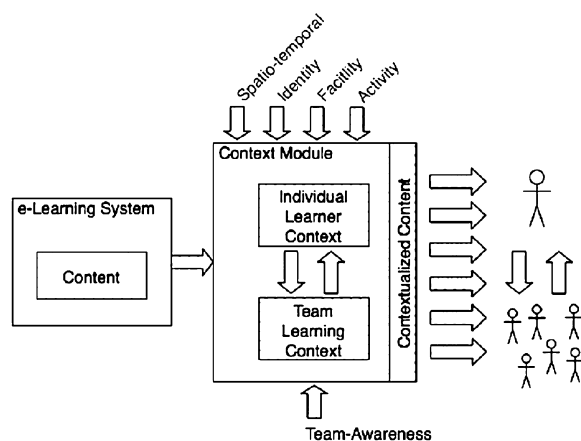 Spatio-temporal
Identity
Facitlity
Activity
Context Module
e-Learning System
Content
Individual
Learner
Context
Team
Learning
Context
Contextualized Content
Team-Awareness